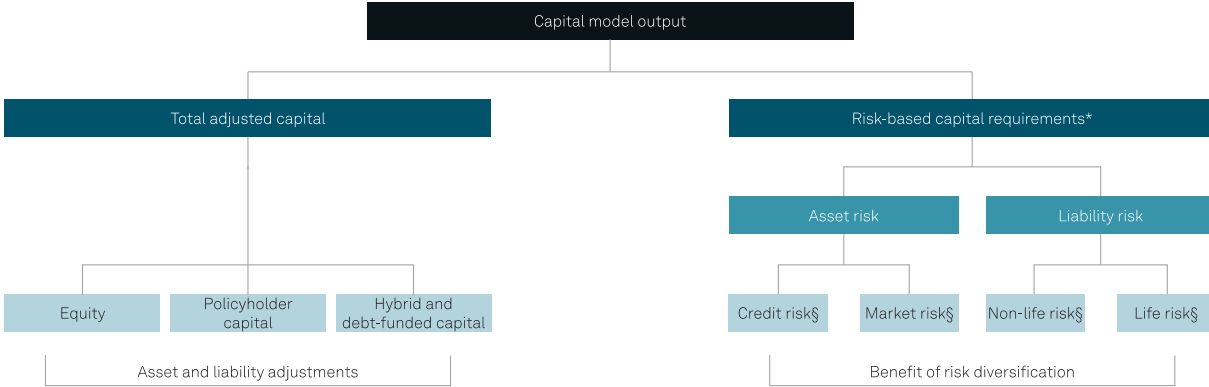 Capital model output
Total adjusted capital
Risk-based capital requirements*
Asset risk
Liability risk
Equity
Policyholder
capital
Hybrid and
debt-funded capital
Credit risk§
Market risk§
Non-life risk§
Life risk§
Asset and liability adjustments
Benefit of risk diversification